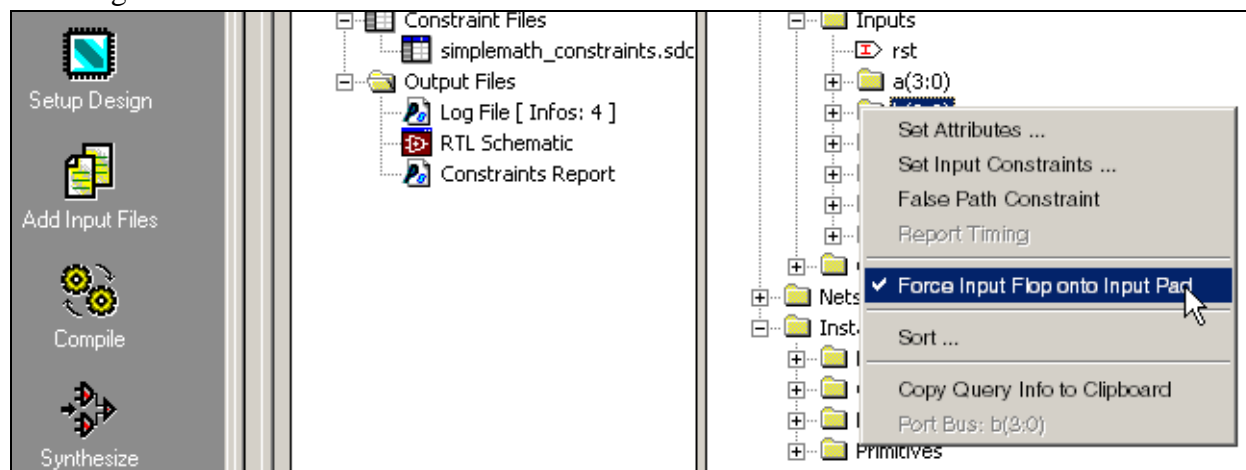 Setup Design
Add Input Files
Compile
Synthesize
Constraint Files
simplemath_constraints.sdc
Output Files
Log File [ Infos: 4 ]
RTL Schematic
Constraints Report
Inputs
rst
a(3:0)
Nets
Inst
Primitives
Set Attributes ...
Set Input Constraints ...
False Path Constraint
Report Timing
Force Input Flop onto Input Pad
Sort ...
Copy Query Info to Clipboard
Port Bus: b(3:0)